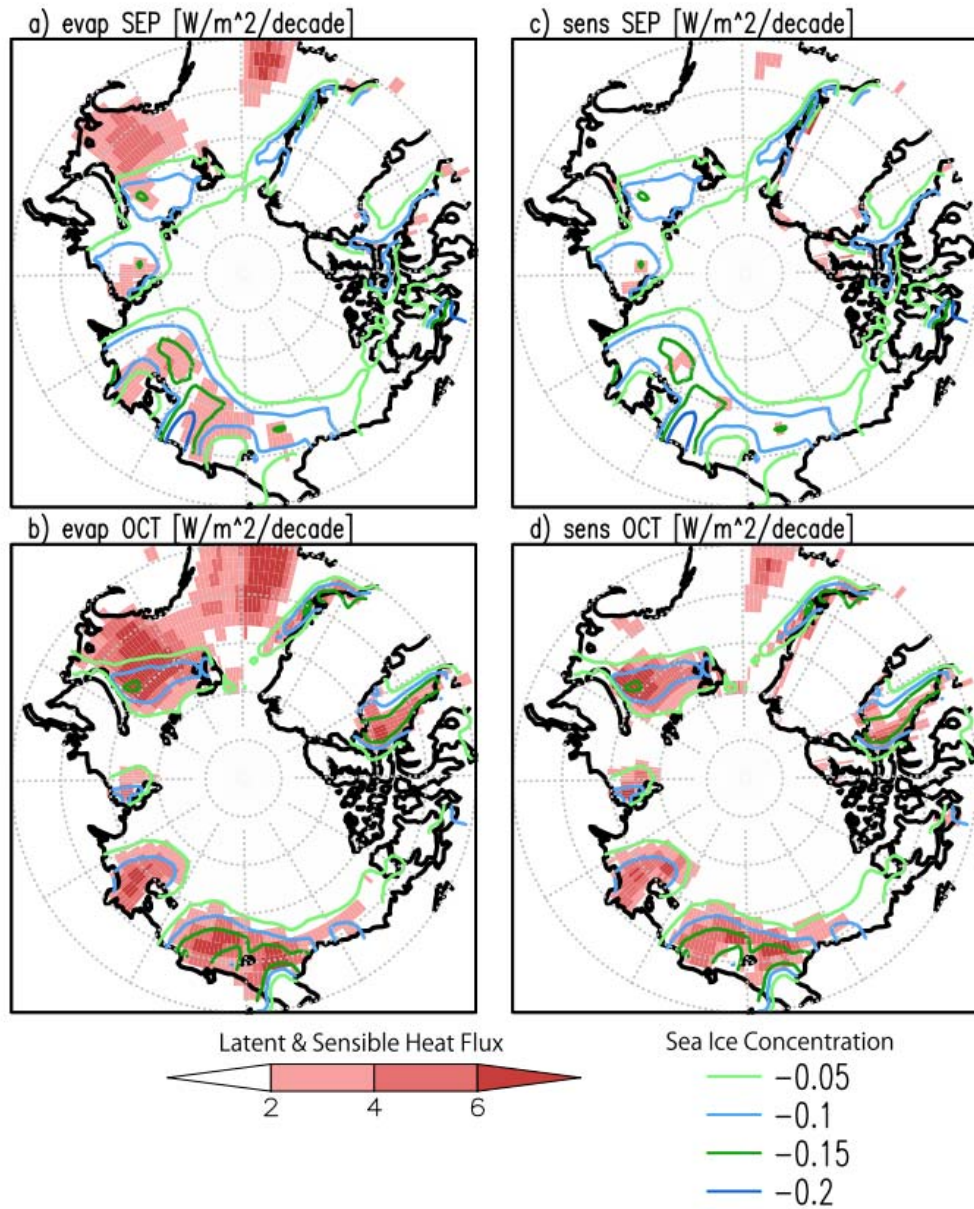 a) evap SEP [W/m^2/decade]
c) sens SEP [W/m^2/decade]
b) evap OCT [W/m^2/decade]
d) sens OCT [W/m^2/decade]
Latent & Sensible Heat Flux
2 4 6
Sea Ice Concentration
-0.05
-0.1
-0.15
-0.2